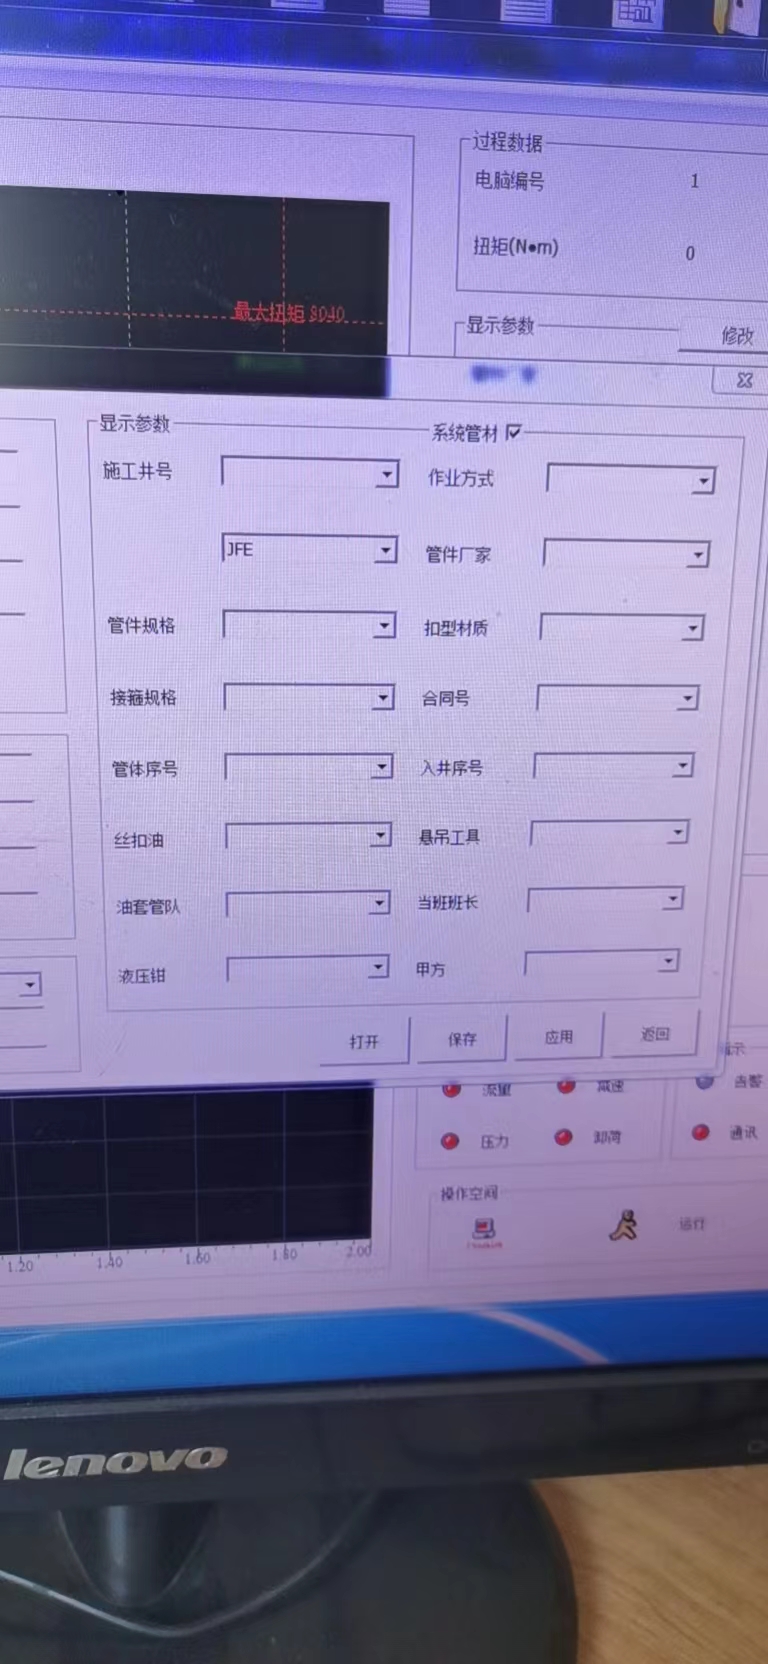 过程数据
电脑编号 1
扭矩(N●m) 0
最大扭矩 8040
显示参数
修改
显示参数
系统管材
施工井号
作业方式
JFE
管件厂家
管件规格
扣型材质
接箍规格
合同号
管体序号
入井序号
丝扣油
悬吊工具
油套管队
当班班长
液压钳
甲方
打开 保存 应用 返回
流量 减速 告警
压力 卸荷 通讯
操作空间
运行
1.20 1.40 1.60 1.80 2.00
lenovo